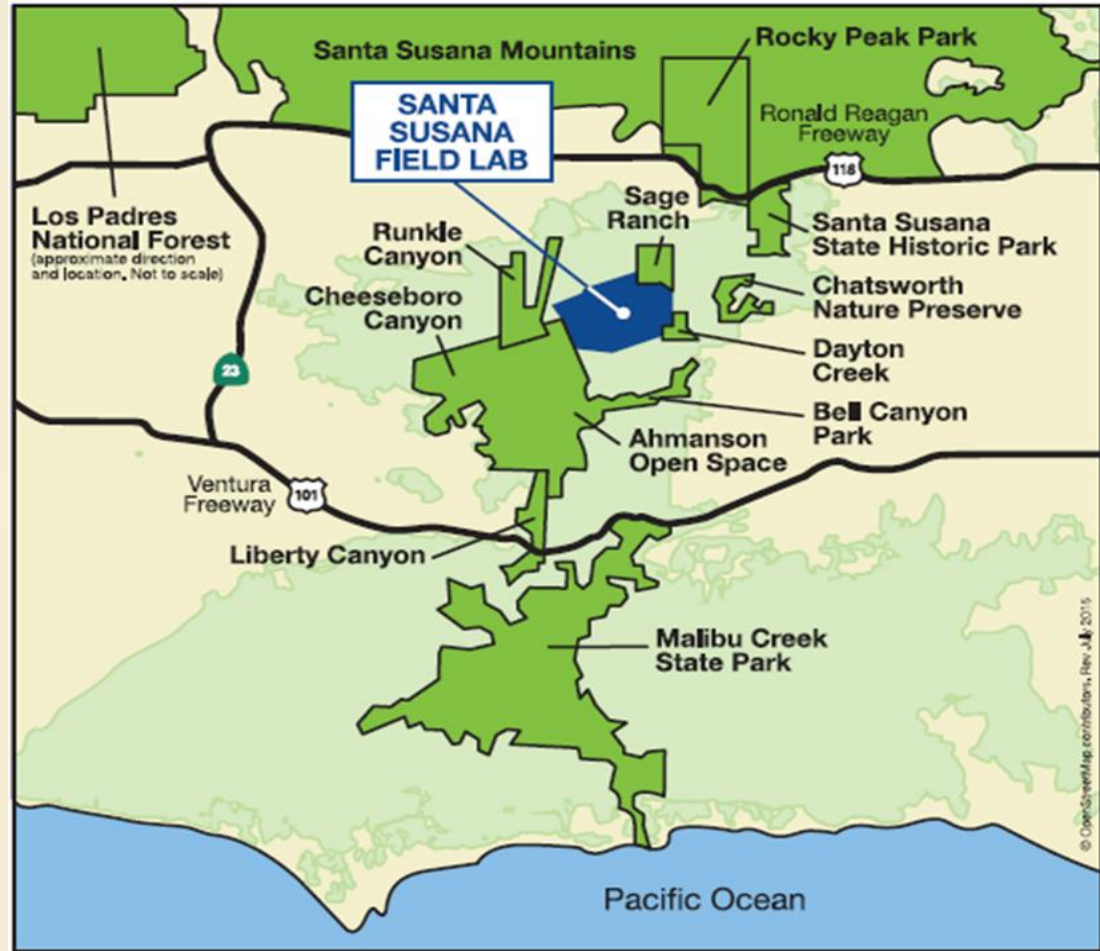 Santa Susana Mountains
Rocky Peak Park
SANTA
SUSANA
FIELD LAB
Ronald Reagan
Freeway
118
Los Padres
National Forest
(approximate direction
and location. Not to scale)
Runkle
Canyon
Sage
Ranch
Santa Susana
State Historic Park
Cheeseboro
Canyon
Chatsworth
Nature Preserve
Dayton
Creek
23
Bell Canyon
Park
Ahmanson
Open Space
Ventura
Freeway
101
Liberty Canyon
Malibu Creek
State Park
Pacific Ocean
© OpenStreetMap contributors. Rev July 2015